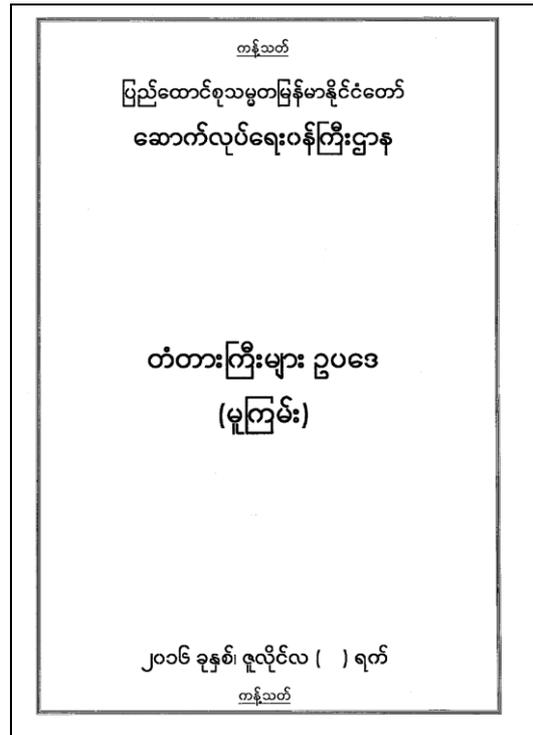 ကန့်သတ်
ပြည်ထောင်စုသမ္မတမြန်မာနိုင်ငံတော်
ဆောက်လုပ်ရေးဝန်ကြီးဌာန
တံတားကြီးများ ဥပဒေ
(မူကြမ်း)
၂၀၁၆ ခုနှစ်၊ ဇူလိုင်လ (   ) ရက်
ကန့်သတ်